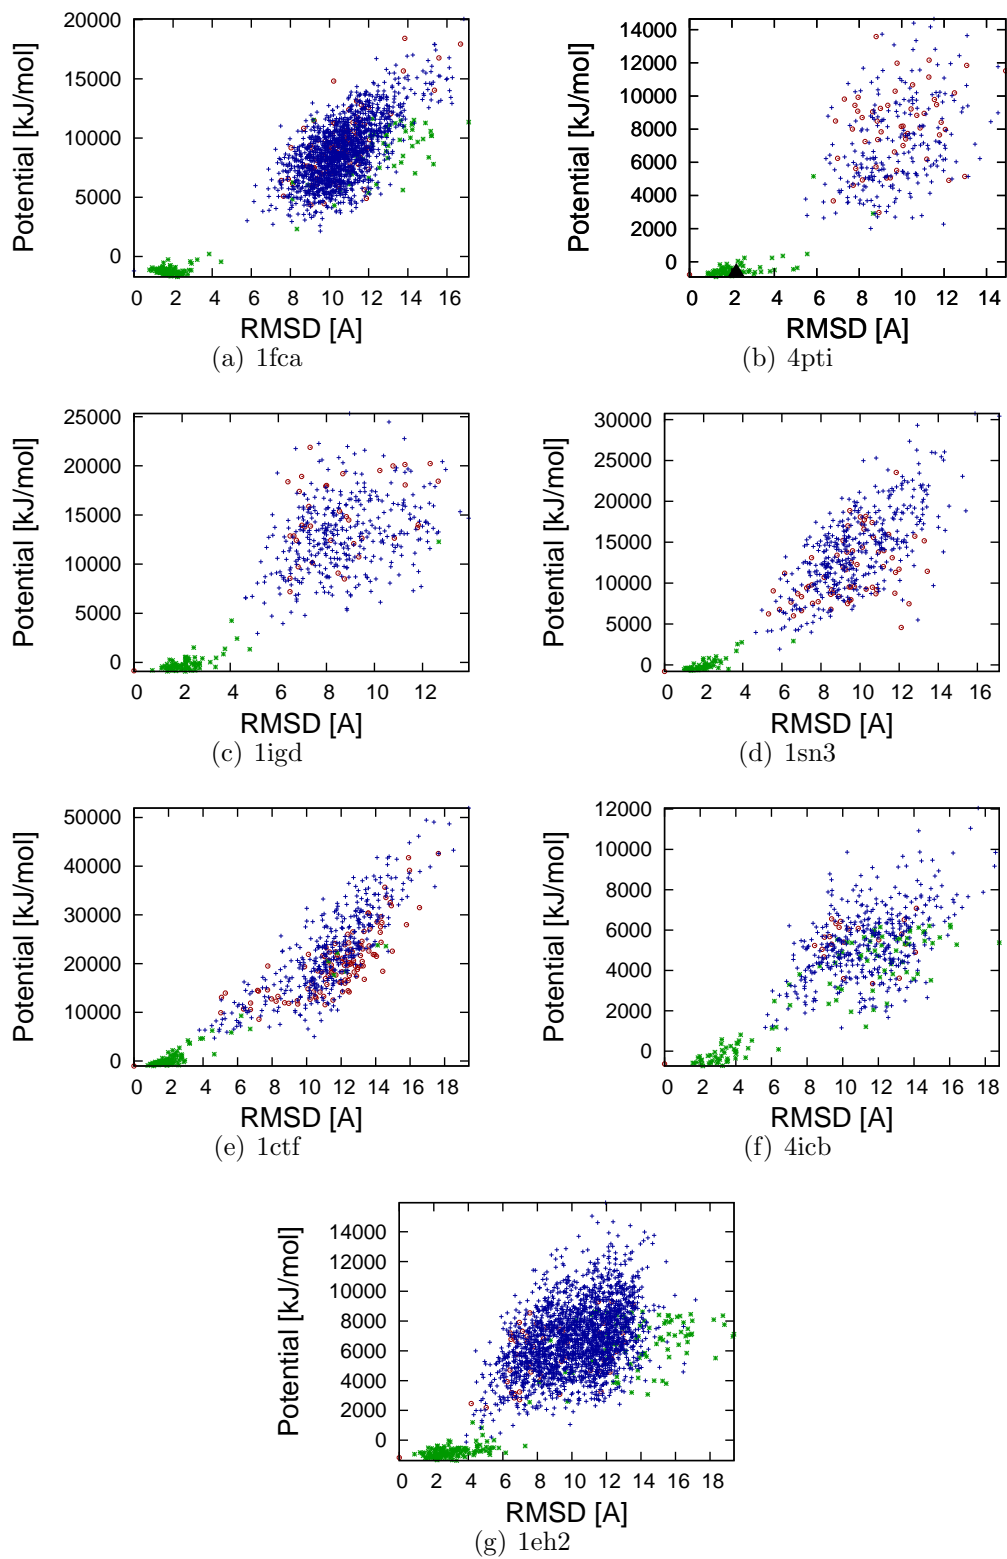 Potential [kJ/mol]
20000
15000
10000
5000
0
0 2 4 6 8 10 12 14 16
RMSD [A]
(a) 1fca
Potential [kJ/mol]
14000
12000
10000
8000
6000
4000
2000
0
0 2 4 6 8 10 12 14
RMSD [A]
(b) 4pti
Potential [kJ/mol]
25000
20000
15000
10000
5000
0
0 2 4 6 8 10 12
RMSD [A]
(c) 1igd
Potential [kJ/mol]
30000
25000
20000
15000
10000
5000
0
0 2 4 6 8 10 12 14 16
RMSD [A]
(d) 1sn3
Potential [kJ/mol]
50000
40000
30000
20000
10000
0
0 2 4 6 8 10 12 14 16 18
RMSD [A]
(e) 1ctf
Potential [kJ/mol]
12000
10000
8000
6000
4000
2000
0
0 2 4 6 8 10 12 14 16 18
RMSD [A]
(f) 4icb
Potential [kJ/mol]
14000
12000
10000
8000
6000
4000
2000
0
0 2 4 6 8 10 12 14 16 18
RMSD [A]
(g) 1eh2